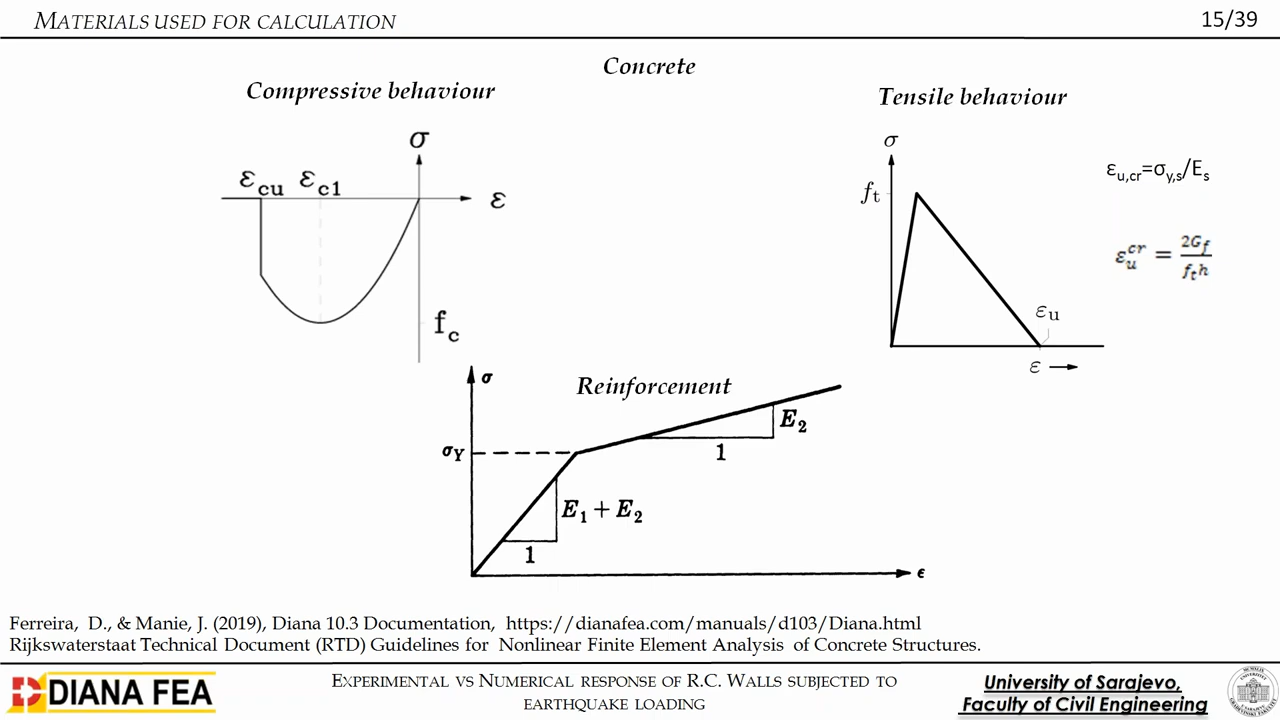 MATERIALS USED FOR CALCULATION
15/39
Concrete
Compressive behaviour
Tensile behaviour
σ
εcu εc1
ε
fc
σ
ft
εu
ε
εu,cr=σy,s/Es
εu^cr = 2Gf / ft h
σ
Reinforcement
σY
E2
1
E1 + E2
1
ϵ
Ferreira, D., & Manie, J. (2019), Diana 10.3 Documentation, https://dianafea.com/manuals/d103/Diana.html
Rijkswaterstaat Technical Document (RTD) Guidelines for Nonlinear Finite Element Analysis of Concrete Structures.
DIANA FEA
EXPERIMENTAL VS NUMERICAL RESPONSE OF R.C. WALLS SUBJECTED TO
EARTHQUAKE LOADING
University of Sarajevo,
Faculty of Civil Engineering